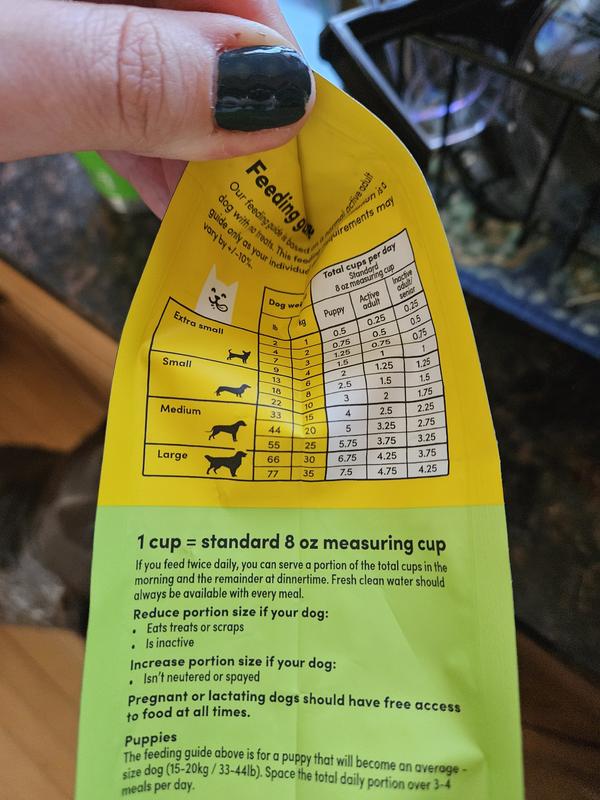 Feeding
Our feeding guide is based on a normal active adult
dog with no treats. This feeding is a
guide only as your individual requirements may
vary by +/-10%.
Total cups per day
Standard
8 oz measuring cup
Dog
lb kg Puppy Active adult Inactive adult/senior
Extra small
2 1 0.5 0.25 0.25
4 2 0.75 0.5 0.5
7 3 1.25 0.75 0.75
Small
9 4 1.5 1
13 6 2 1.25 1.25
18 8 2.5 1.5 1.5
Medium
22 10 3 2 1.75
33 15 4 2.5 2.25
44 20 5 3.25 2.75
Large
55 25 5.75 3.75 3.25
66 30 6.75 4.25 3.75
77 35 7.5 4.75 4.25
1 cup = standard 8 oz measuring cup
If you feed twice daily, you can serve a portion of the total cups in the
morning and the remainder at dinnertime. Fresh clean water should
always be available with every meal.
Reduce portion size if your dog:
• Eats treats or scraps
• Is inactive
Increase portion size if your dog:
• Isn't neutered or spayed
Pregnant or lactating dogs should have free access
to food at all times.
Puppies
The feeding guide above is for a puppy that will become an average-
size dog (15-20kg / 33-44lb). Space the total daily portion over 3-4
meals per day.